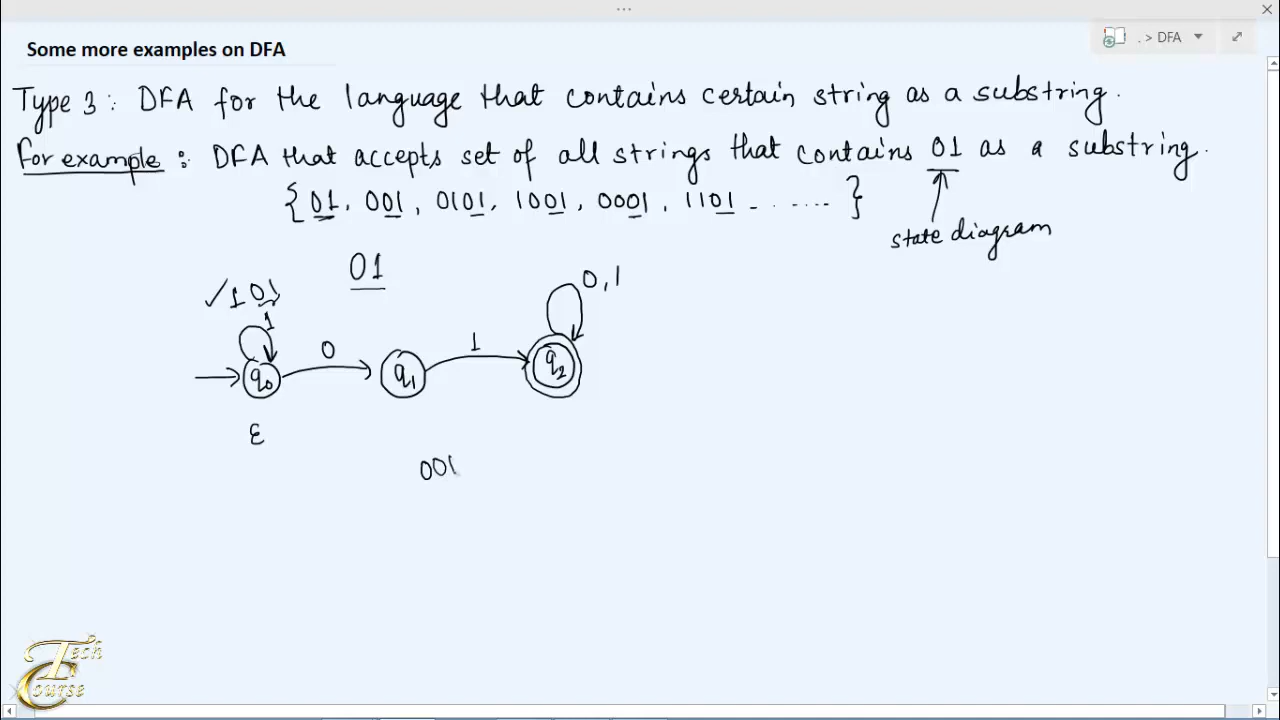 ...
Some more examples on DFA
. > DFA
Type 3 : DFA for the language that contains certain string as a substring.
For example : DFA that accepts set of all strings that contains 01 as a substring.
{ 01, 001, 0101, 1001, 0001, 1101 - ...... }
state diagram
01
0,1
✓101
1
0
1
q0
q1
q2
ε
001
Tech
Course